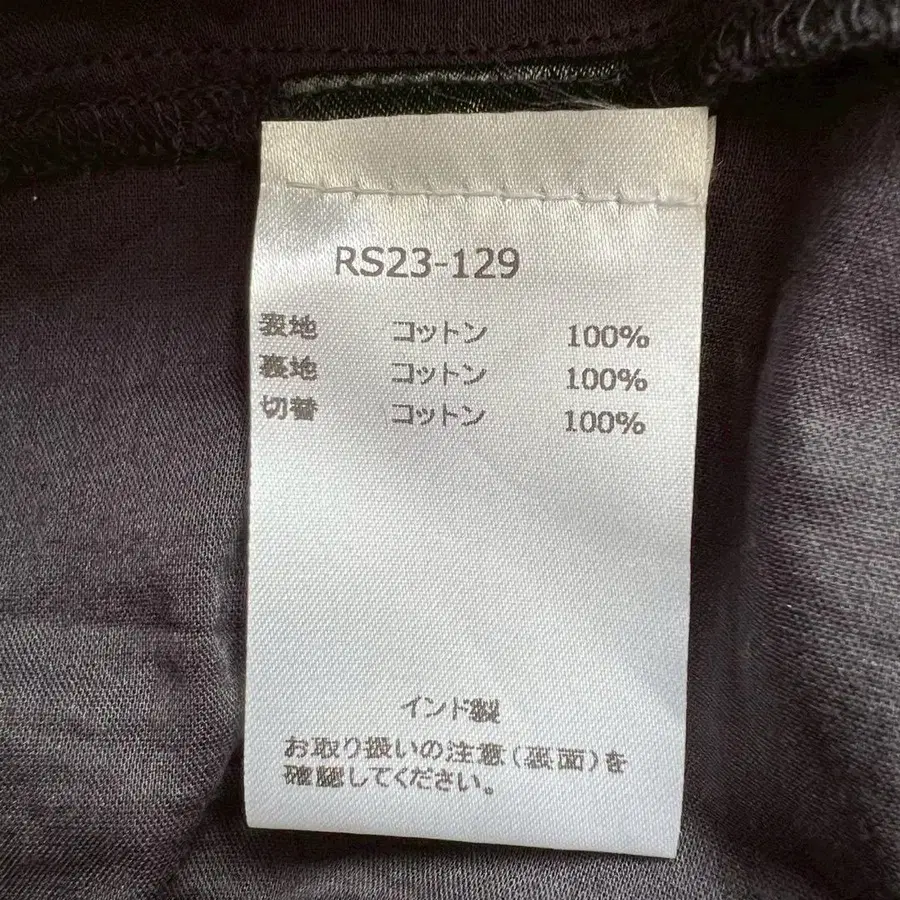 RS23-129
表地 コットン 100%
裏地 コットン 100%
切替 コットン 100%
インド製
お取り扱いの注意(裏面)を
確認してください。